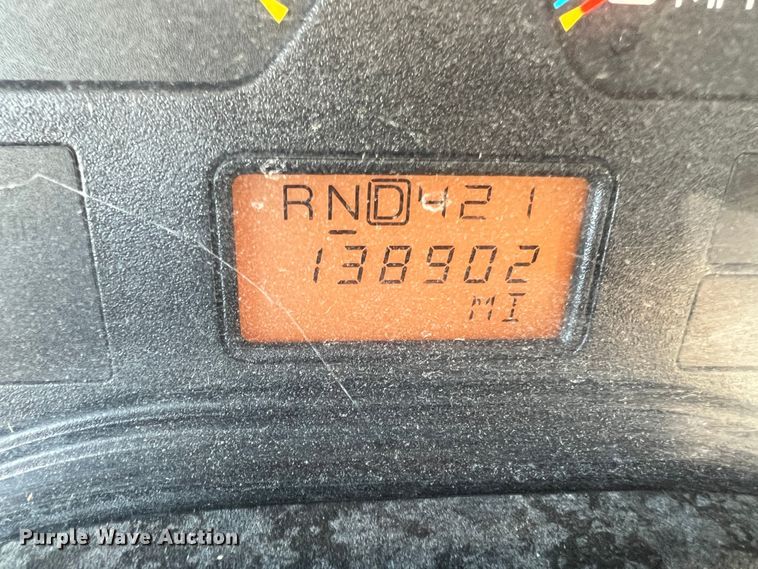 RND421
138902
MI
Purple Wave Auction